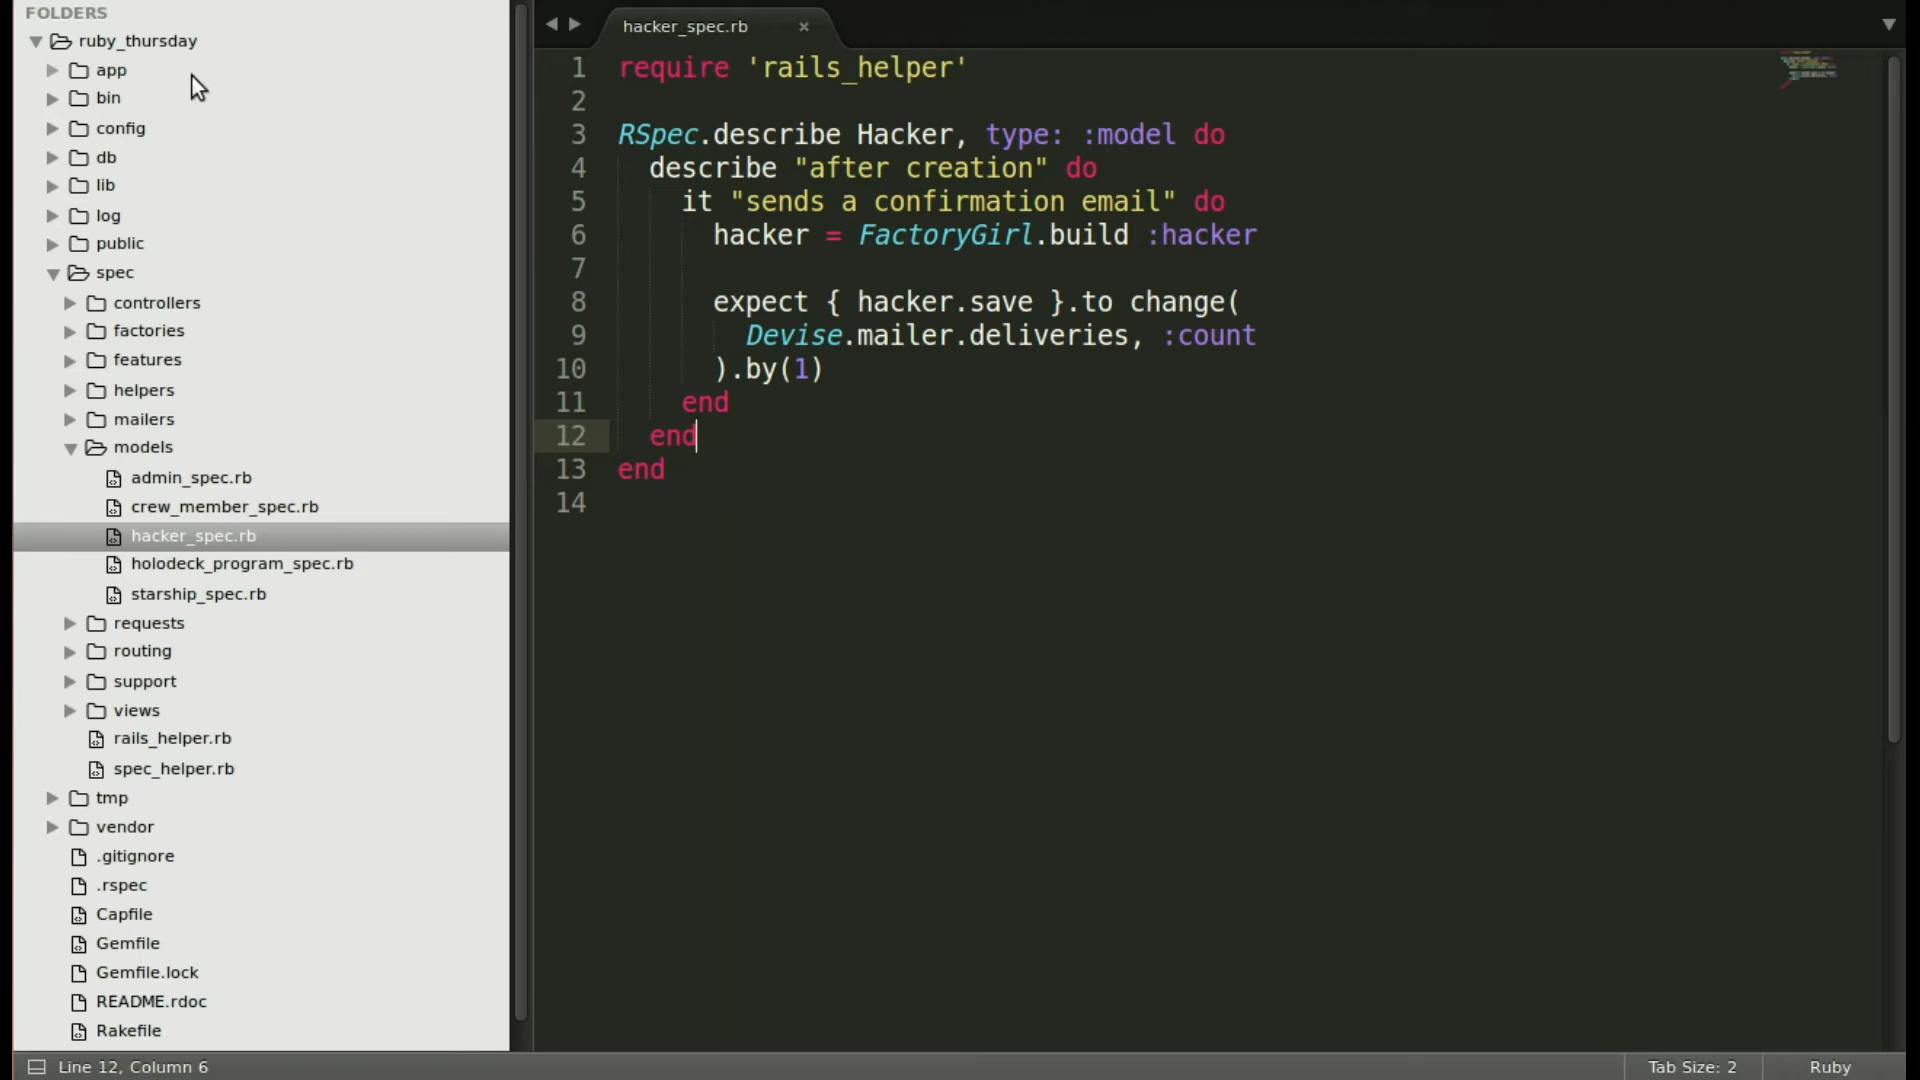 FOLDERS
ruby_thursday
app
bin
config
db
lib
log
public
spec
controllers
factories
features
helpers
mailers
models
admin_spec.rb
crew_member_spec.rb
hacker_spec.rb
holodeck_program_spec.rb
starship_spec.rb
requests
routing
support
views
rails_helper.rb
spec_helper.rb
tmp
vendor
.gitignore
.rspec
Capfile
Gemfile
Gemfile.lock
README.rdoc
Rakefile
hacker_spec.rb ×
1 require 'rails_helper'
2
3 RSpec.describe Hacker, type: :model do
4 describe "after creation" do
5 it "sends a confirmation email" do
6 hacker = FactoryGirl.build :hacker
7
8 expect { hacker.save }.to change(
9 Devise.mailer.deliveries, :count
10 ).by(1)
11 end
12 end
13 end
14
Line 12, Column 6
Tab Size: 2
Ruby